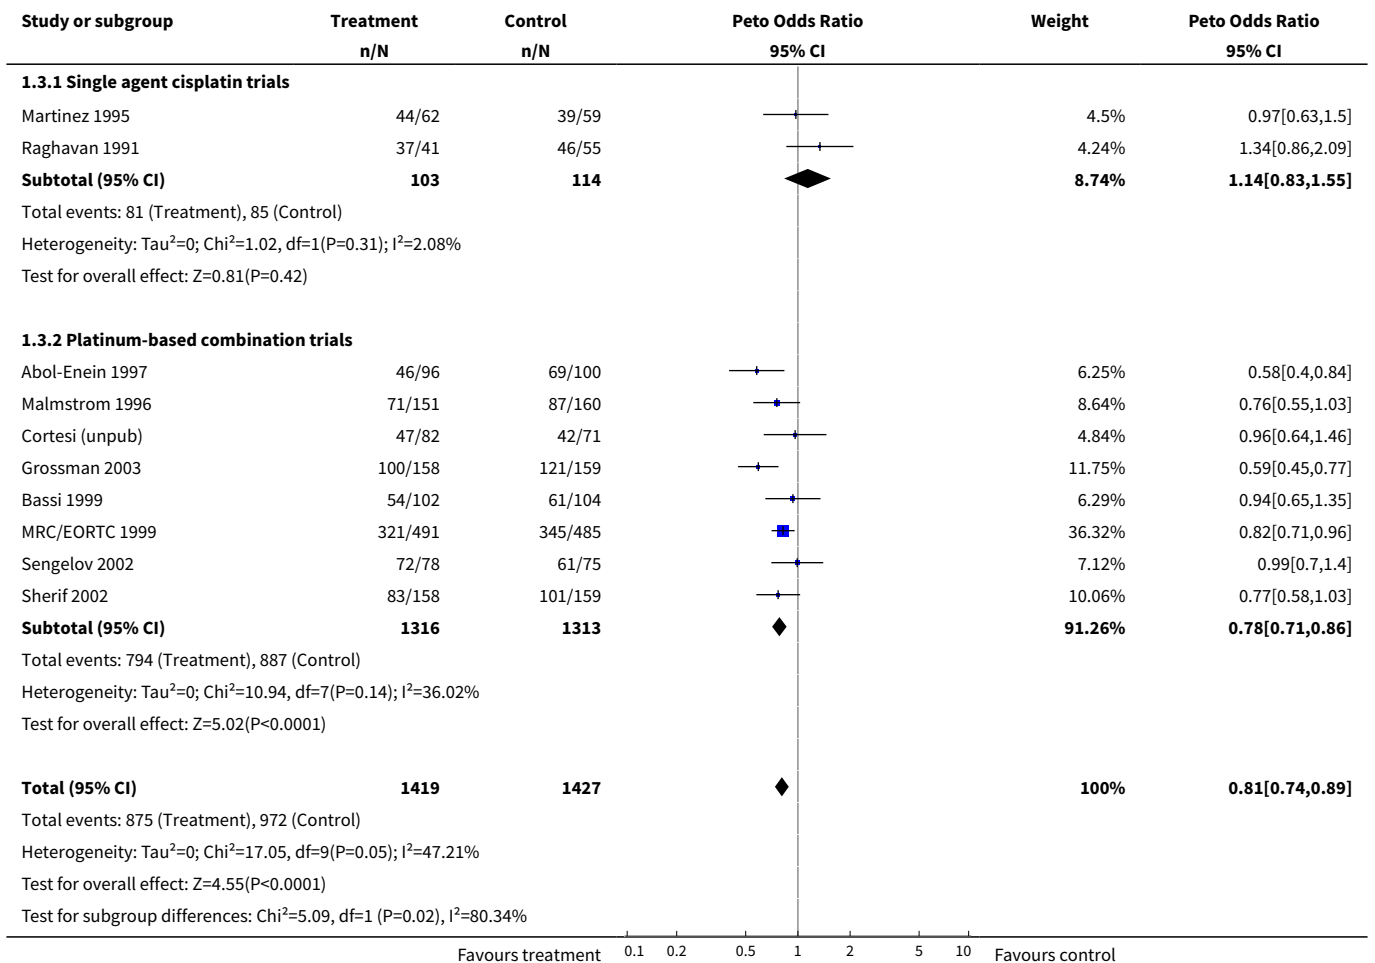 Study or subgroup Treatment Control Peto Odds Ratio Weight Peto Odds Ratio
n/N n/N 95% CI 95% CI
1.3.1 Single agent cisplatin trials
Martinez 1995 44/62 39/59 4.5% 0.97[0.63,1.5]
Raghavan 1991 37/41 46/55 4.24% 1.34[0.86,2.09]
Subtotal (95% CI) 103 114 8.74% 1.14[0.83,1.55]
Total events: 81 (Treatment), 85 (Control)
Heterogeneity: Tau²=0; Chi²=1.02, df=1(P=0.31); I²=2.08%
Test for overall effect: Z=0.81(P=0.42)
1.3.2 Platinum-based combination trials
Abol-Enein 1997 46/96 69/100 6.25% 0.58[0.4,0.84]
Malmstrom 1996 71/151 87/160 8.64% 0.76[0.55,1.03]
Cortesi (unpub) 47/82 42/71 4.84% 0.96[0.64,1.46]
Grossman 2003 100/158 121/159 11.75% 0.59[0.45,0.77]
Bassi 1999 54/102 61/104 6.29% 0.94[0.65,1.35]
MRC/EORTC 1999 321/491 345/485 36.32% 0.82[0.71,0.96]
Sengelov 2002 72/78 61/75 7.12% 0.99[0.7,1.4]
Sherif 2002 83/158 101/159 10.06% 0.77[0.58,1.03]
Subtotal (95% CI) 1316 1313 91.26% 0.78[0.71,0.86]
Total events: 794 (Treatment), 887 (Control)
Heterogeneity: Tau²=0; Chi²=10.94, df=7(P=0.14); I²=36.02%
Test for overall effect: Z=5.02(P<0.0001)
Total (95% CI) 1419 1427 100% 0.81[0.74,0.89]
Total events: 875 (Treatment), 972 (Control)
Heterogeneity: Tau²=0; Chi²=17.05, df=9(P=0.05); I²=47.21%
Test for overall effect: Z=4.55(P<0.0001)
Test for subgroup differences: Chi²=5.09, df=1 (P=0.02), I²=80.34%
Favours treatment 0.1 0.2 0.5 1 2 5 10 Favours control